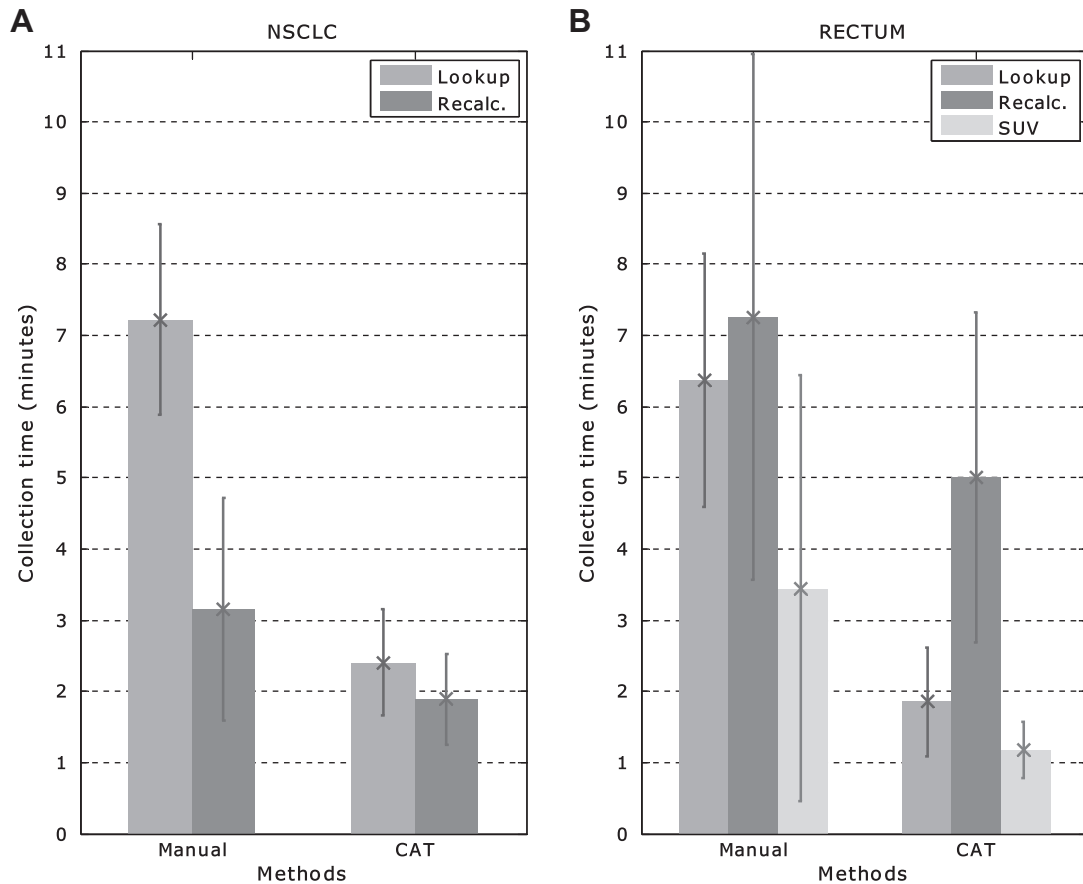 A
NSCLC
11
10
9
8
7
6
5
4
3
2
1
0
Collection time (minutes)
Lookup
Recalc.
Manual
CAT
Methods
B
RECTUM
11
10
9
8
7
6
5
4
3
2
1
0
Collection time (minutes)
Lookup
Recalc.
SUV
Manual
CAT
Methods